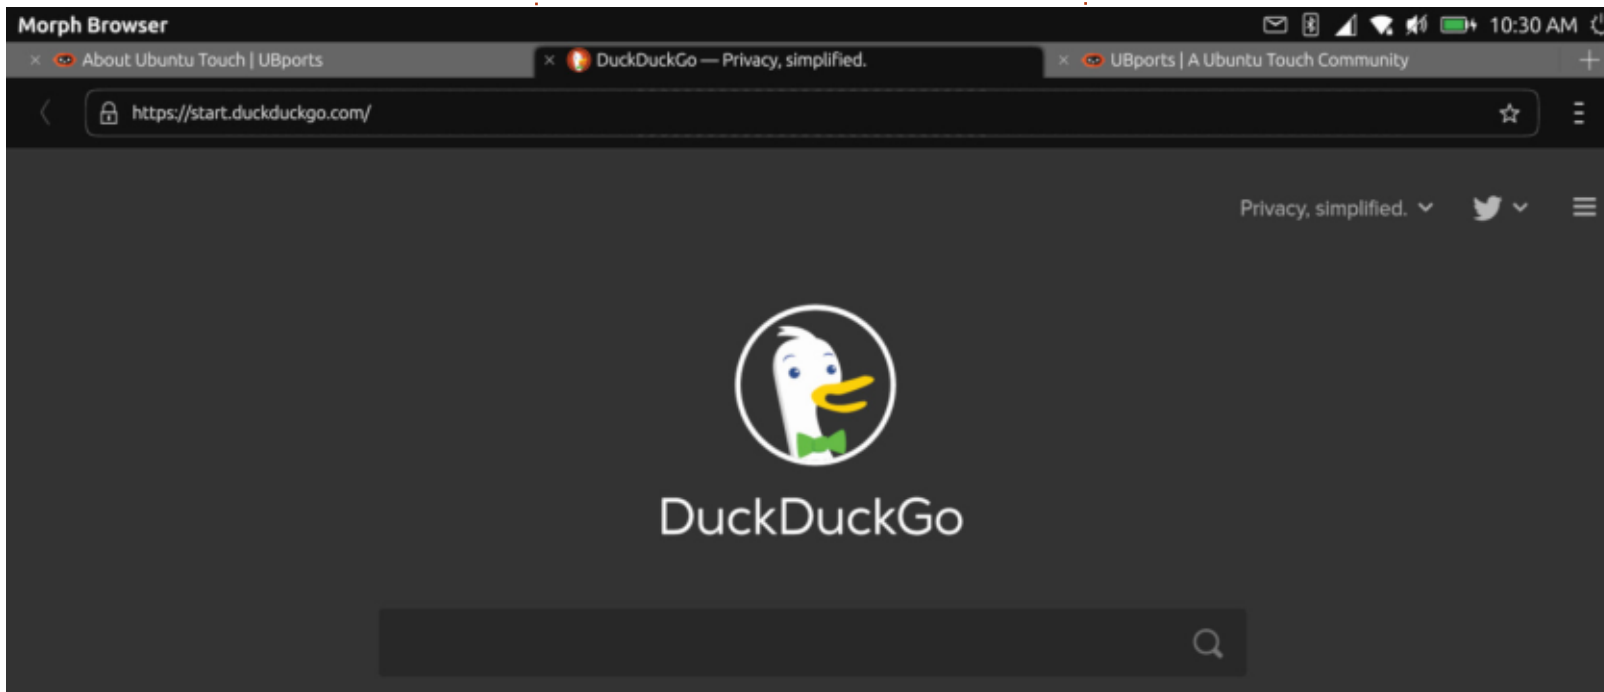 Morph Browser 10:30 AM
About Ubuntu Touch | UBports DuckDuckGo — Privacy, simplified. UBports | A Ubuntu Touch Community
https://start.duckduckgo.com/
Privacy, simplified.
DuckDuckGo